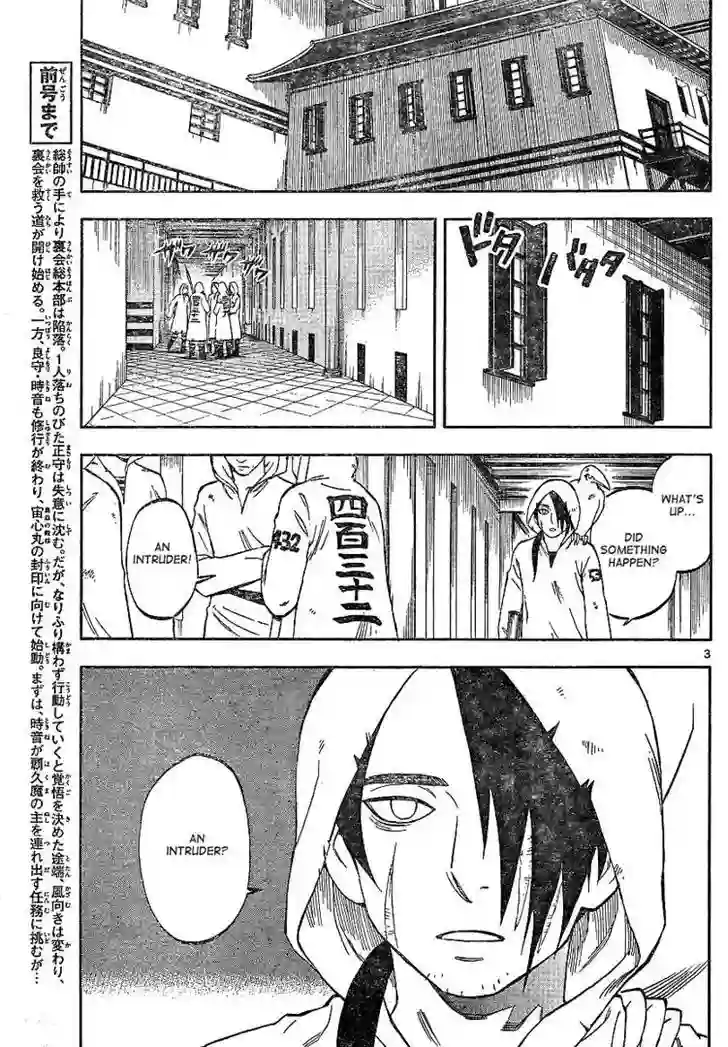 前号まで
総帥の手により裏会総本部は陥落。1人落ちのびた正守は失意に沈む。だが、なりふり構わず行動していくと覚悟を決めた途端、風向きは変わり、
裏会を救う道が開け始める。一方、良守・時音も修行が終わり、宙心丸の封印に向けて始動。まずは、時音が覇久魔の主を連れ出す任務に挑むが…
ドタ
バタ
ザワ
ザワ
WHAT'S
UP...
DID
SOMETHING
HAPPEN?
四百三十二
432
AN
INTRUDER!
3
AN
INTRUDER?